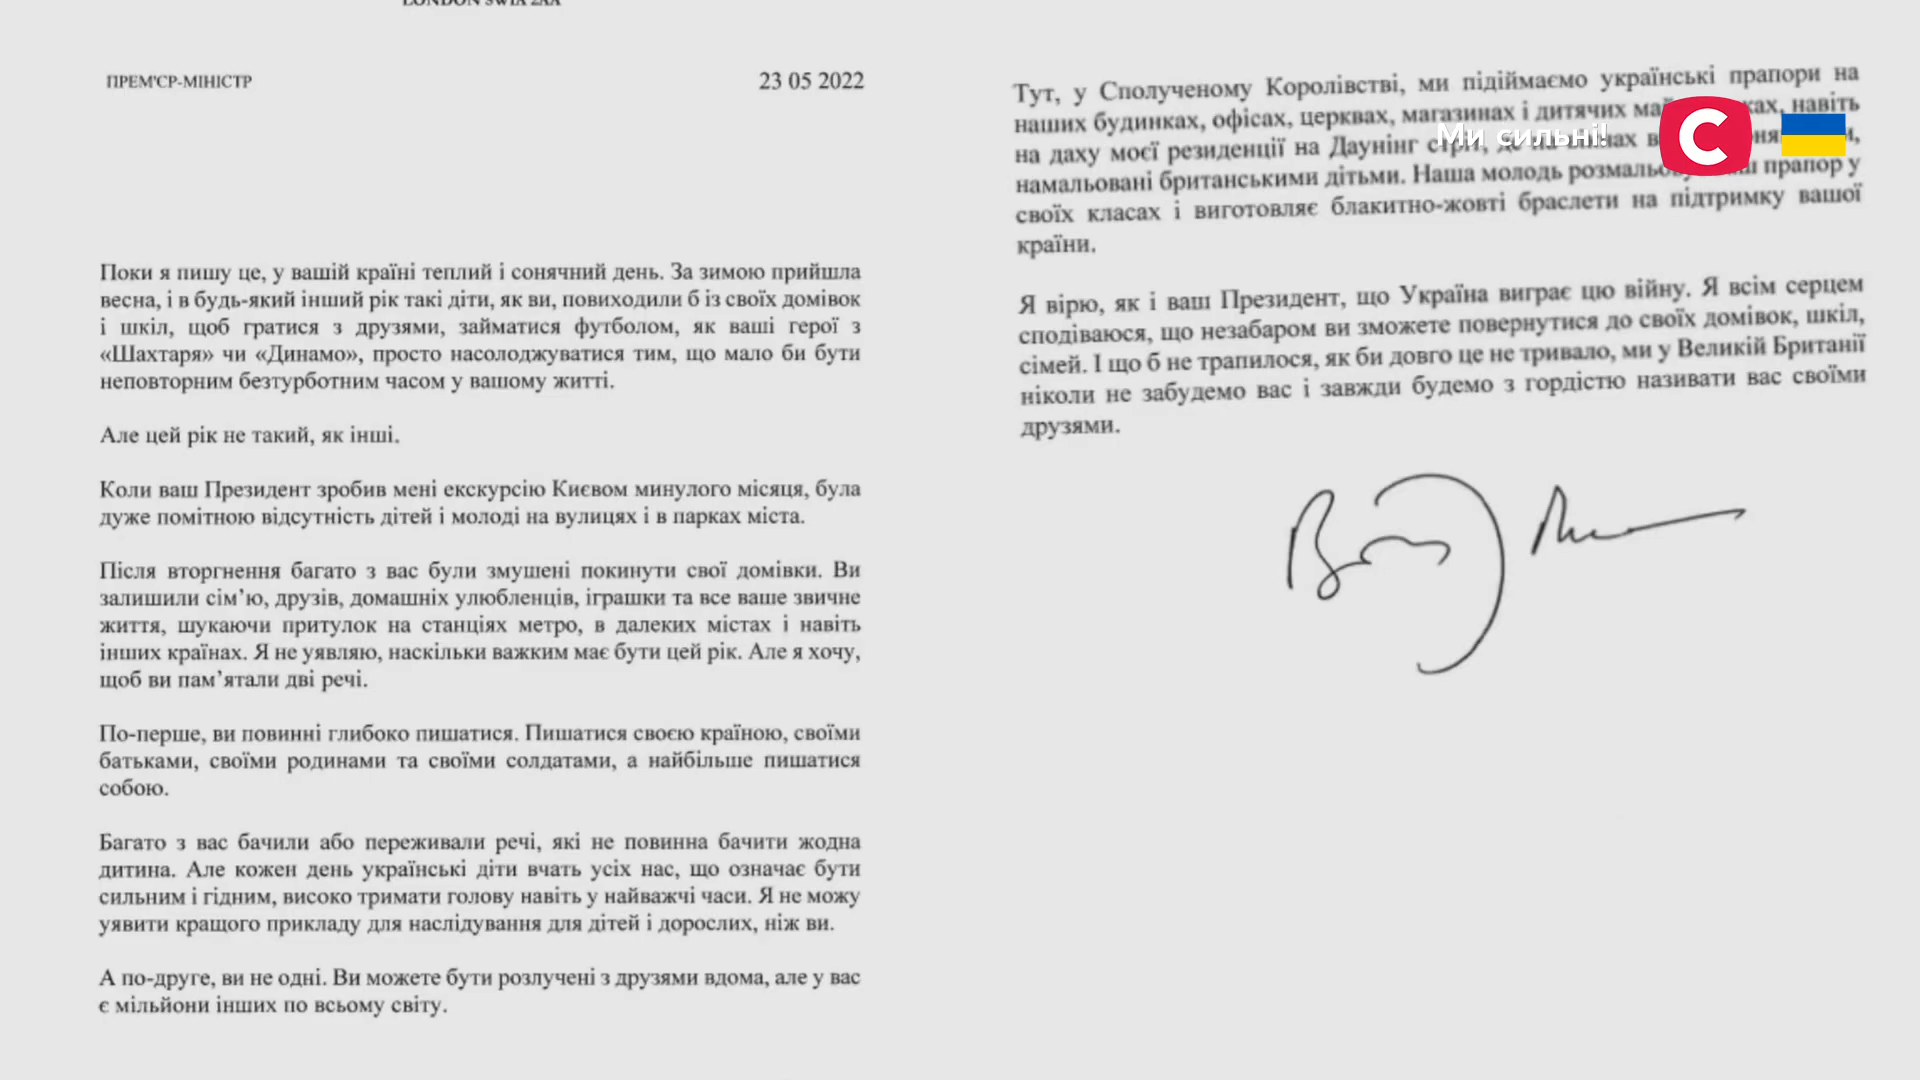 LONDON SW1A 2AA
ПРЕМ'ЄР-МІНІСТР
23 05 2022
Поки я пишу це, у вашій країні теплий і сонячний день. За зимою прийшла
весна, і в будь-який інший рік такі діти, як ви, повиходили б із своїх домівок
і шкіл, щоб гратися з друзями, займатися футболом, як ваші герої з
«Шахтаря» чи «Динамо», просто насолоджуватися тим, що мало би бути
неповторним безтурботним часом у вашому житті.
Але цей рік не такий, як інші.
Коли ваш Президент зробив мені екскурсію Києвом минулого місяця, була
дуже помітною відсутність дітей і молоді на вулицях і в парках міста.
Після вторгнення багато з вас були змушені покинути свої домівки. Ви
залишили сім’ю, друзів, домашніх улюбленців, іграшки та все ваше звичне
життя, шукаючи притулок на станціях метро, в далеких містах і навіть
інших країнах. Я не уявляю, наскільки важким має бути цей рік. Але я хочу,
щоб ви пам’ятали дві речі.
По-перше, ви повинні глибоко пишатися. Пишатися своєю країною, своїми
батьками, своїми родинами та своїми солдатами, а найбільше пишатися
собою.
Багато з вас бачили або переживали речі, які не повинна бачити жодна
дитина. Але кожен день українські діти вчать усіх нас, що означає бути
сильним і гідним, високо тримати голову навіть у найважчі часи. Я не можу
уявити кращого прикладу для наслідування для дітей і дорослих, ніж ви.
А по-друге, ви не одні. Ви можете бути розлучені з друзями вдома, але у вас
є мільйони інших по всьому світу.
Тут, у Сполученому Королівстві, ми підіймаємо українські прапори на
наших будинках, офісах, церквах, магазинах і дитячих навіть
на даху моєї резиденції на Даунінг
намальовані британськими дітьми. Наша молодь прапор у
своїх класах і виготовляє блакитно-жовті браслети на підтримку вашої
країни.
Я вірю, як і ваш Президент, що Україна виграє цю війну. Я всім серцем
сподіваюся, що незабаром ви зможете повернутися до своїх домівок, шкіл,
сімей. І що б не трапилося, як би довго це не тривало, ми у Великій Британії
ніколи не забудемо вас і завжди будемо з гордістю називати вас своїми
друзями.
Ми сильні!
С